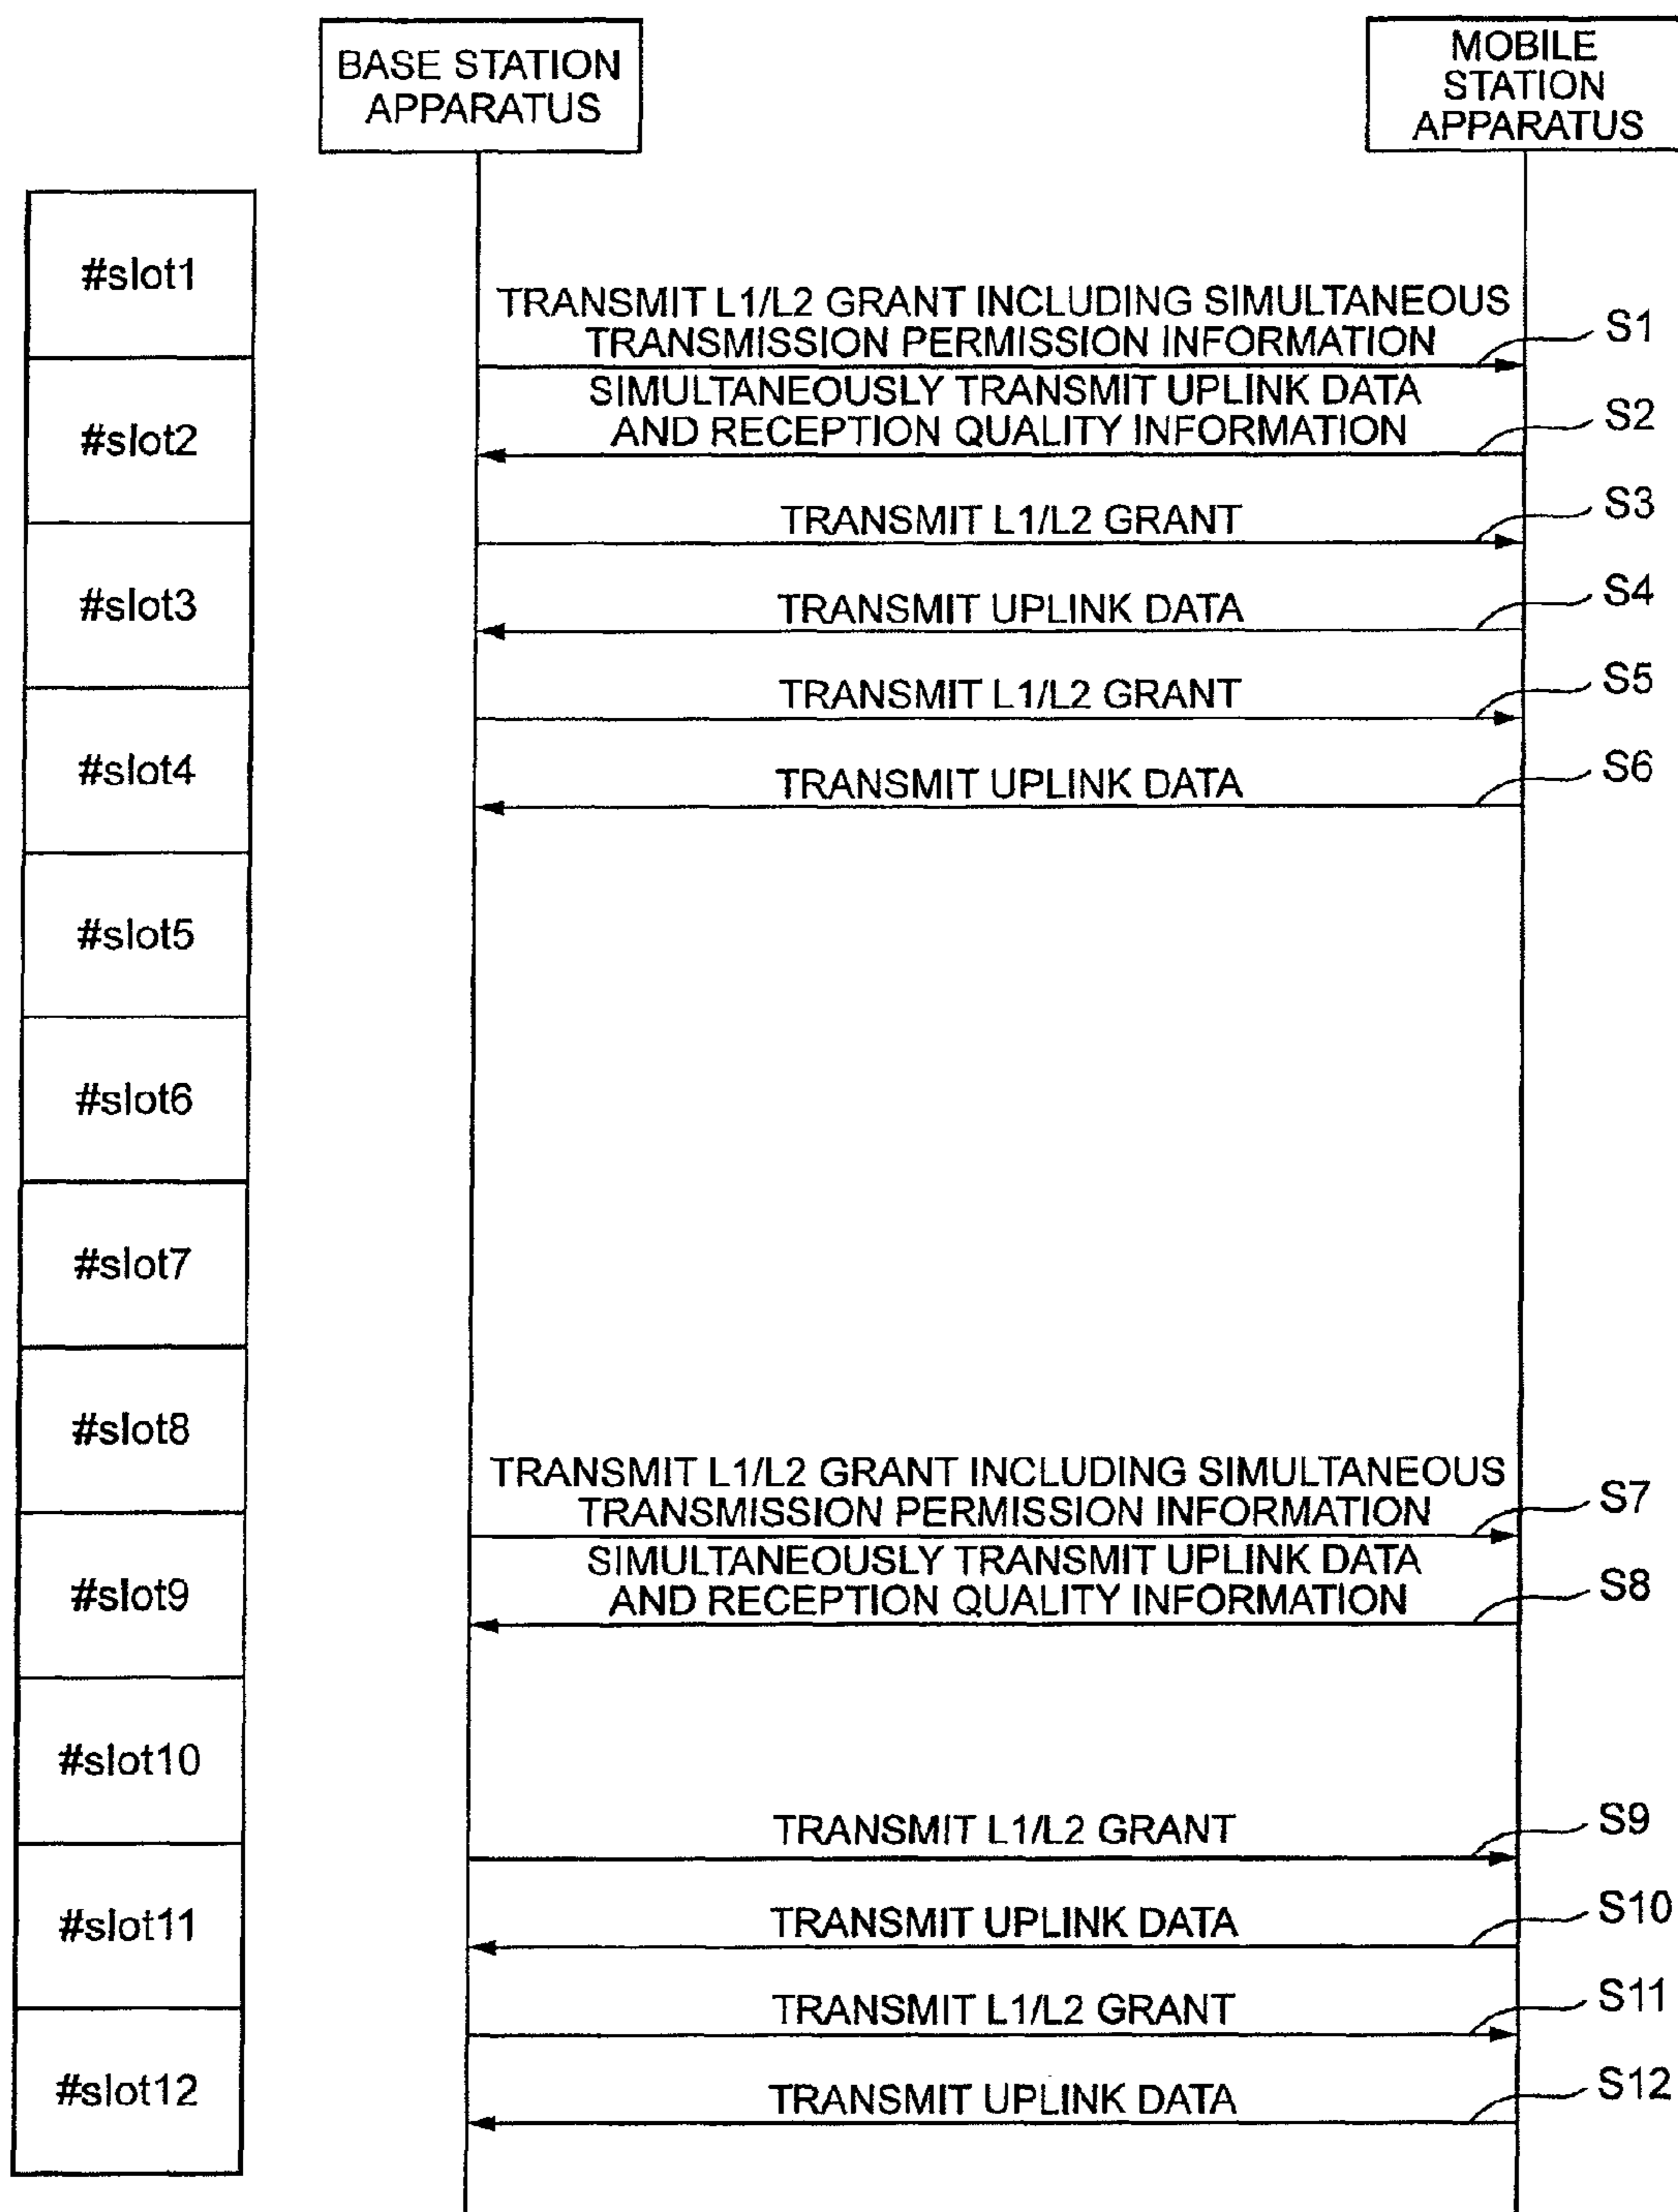 BASE STATION
APPARATUS
MOBILE
STATION
APPARATUS
#slot1
TRANSMIT L1/L2 GRANT INCLUDING SIMULTANEOUS
TRANSMISSION PERMISSION INFORMATION
S1
#slot2
SIMULTANEOUSLY TRANSMIT UPLINK DATA
AND RECEPTION QUALITY INFORMATION
S2
TRANSMIT L1/L2 GRANT
S3
#slot3
TRANSMIT UPLINK DATA
S4
TRANSMIT L1/L2 GRANT
S5
#slot4
TRANSMIT UPLINK DATA
S6
#slot5
#slot6
#slot7
#slot8
TRANSMIT L1/L2 GRANT INCLUDING SIMULTANEOUS
TRANSMISSION PERMISSION INFORMATION
S7
#slot9
SIMULTANEOUSLY TRANSMIT UPLINK DATA
AND RECEPTION QUALITY INFORMATION
S8
#slot10
TRANSMIT L1/L2 GRANT
S9
#slot11
TRANSMIT UPLINK DATA
S10
TRANSMIT L1/L2 GRANT
S11
#slot12
TRANSMIT UPLINK DATA
S12